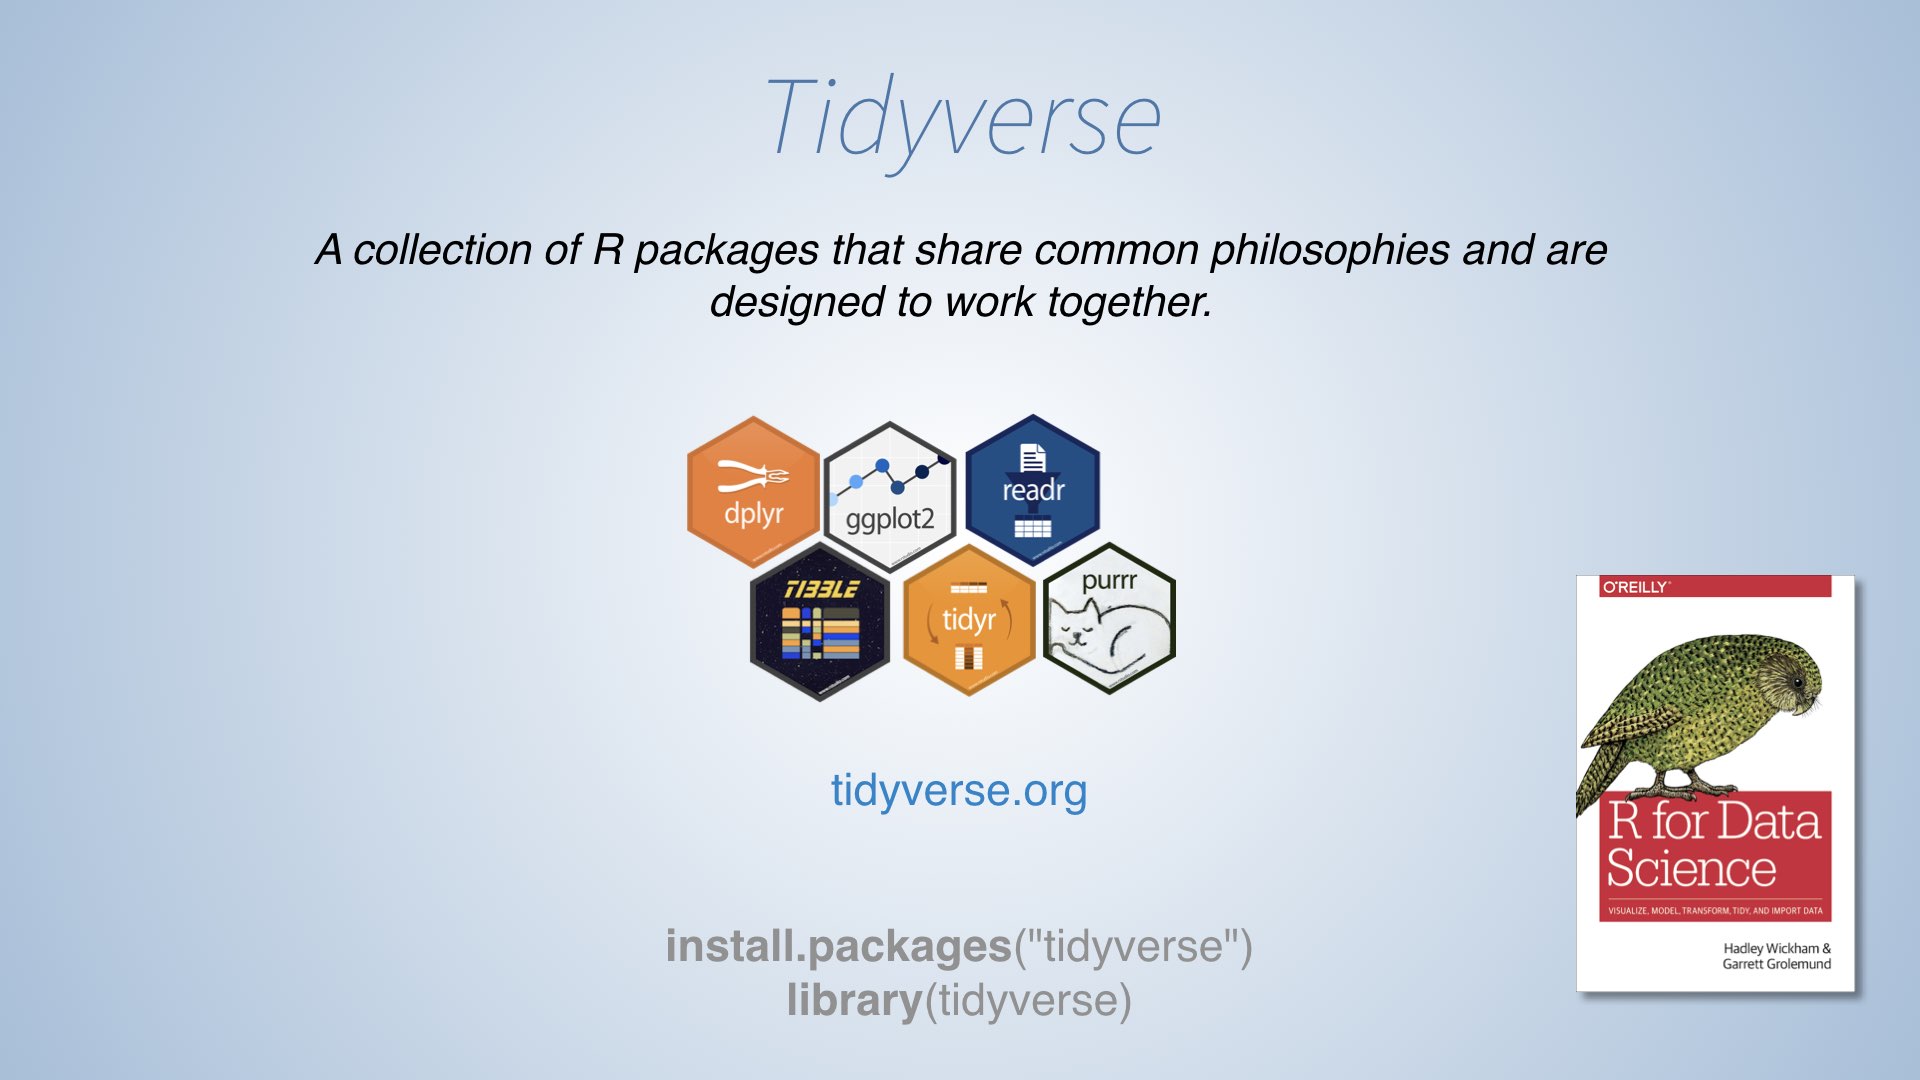 Tidyverse
A collection of R packages that share common philosophies and are
designed to work together.
dplyr
ggplot2
readr
TIBBLE
tidyr
purrr
tidyverse.org
install.packages("tidyverse")
library(tidyverse)
O'REILLY®
R for Data
Science
VISUALIZE, MODEL, TRANSFORM, TIDY, AND IMPORT DATA
Hadley Wickham &
Garrett Grolemund